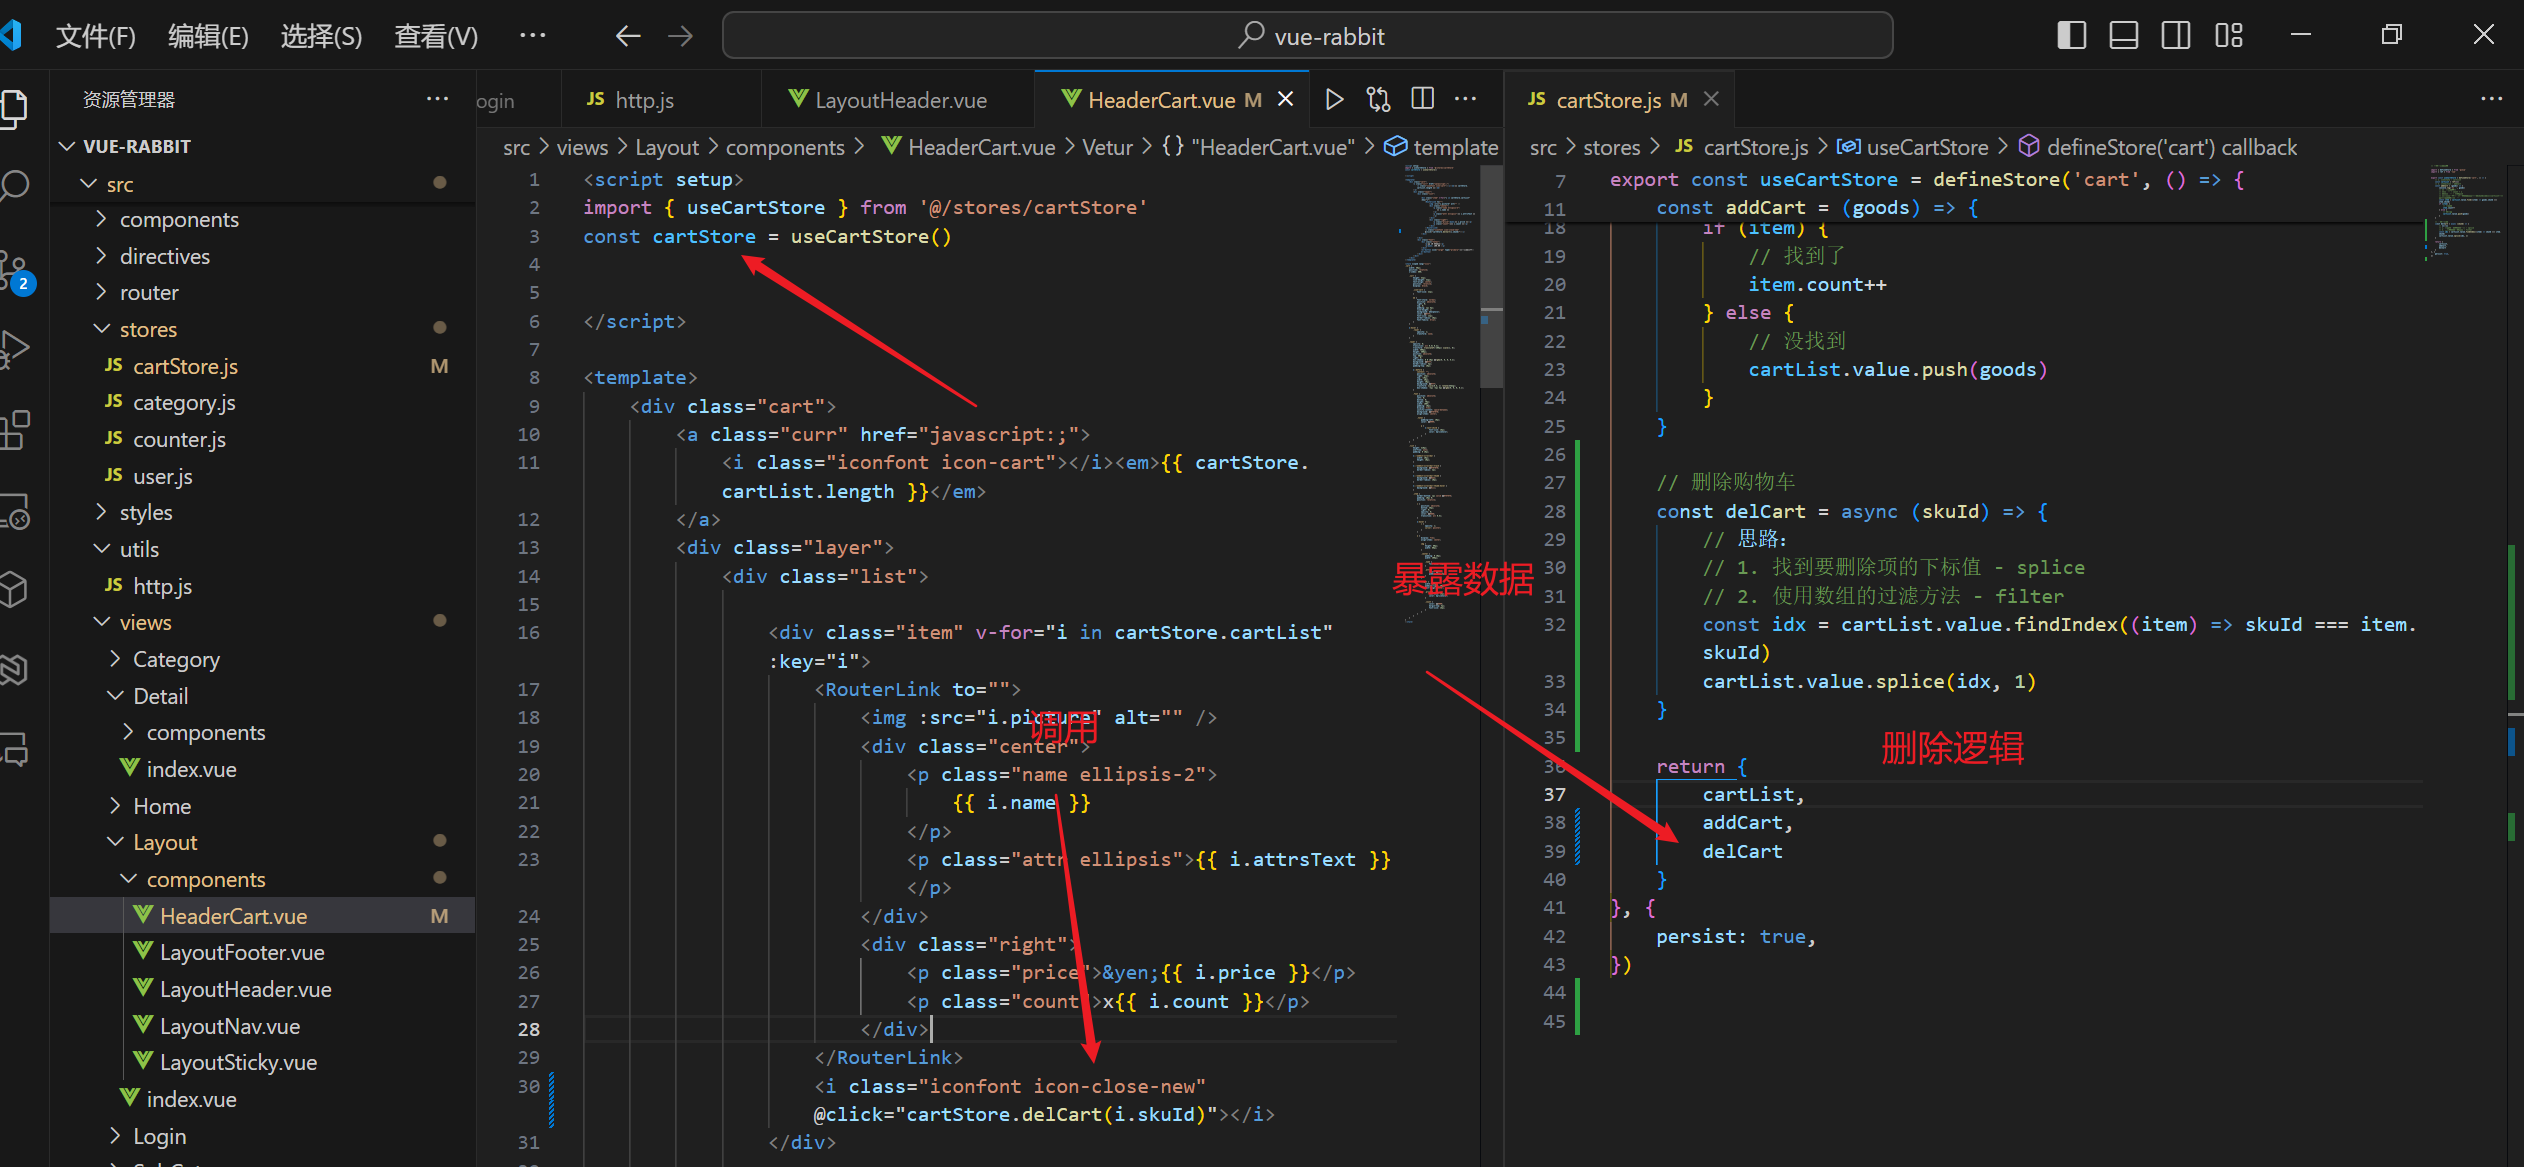 文件(F) 编辑(E) 选择(S) 查看(V) ··· vue-rabbit
资源管理器 ···
VUE-RABBIT
src
components
directives
router
stores
JS cartStore.js M
JS category.js
JS counter.js
JS user.js
styles
utils
JS http.js
views
Category
Detail
components
index.vue
Home
Layout
components
HeaderCart.vue M
LayoutFooter.vue
LayoutHeader.vue
LayoutNav.vue
LayoutSticky.vue
index.vue
Login
2
ogin JS http.js LayoutHeader.vue HeaderCart.vue M ···
src > views > Layout > components > HeaderCart.vue > Vetur > {} "HeaderCart.vue" > template
1 <script setup>
2 import { useCartStore } from '@/stores/cartStore'
3 const cartStore = useCartStore()
4
5
6 </script>
7
8 <template>
9 <div class="cart">
10 <a class="curr" href="javascript:;">
11 <i class="iconfont icon-cart"></i><em>{{ cartStore.
cartList.length }}</em>
12 </a>
13 <div class="layer">
14 <div class="list">
15
16 <div class="item" v-for="i in cartStore.cartList"
:key="i">
17 <RouterLink to="">
18 <img :src="i.picture" alt="" />
19 <div class="center">
20 <p class="name ellipsis-2">
21 {{ i.name }}
22 </p>
23 <p class="attr ellipsis">{{ i.attrsText }}
</p>
24 </div>
25 <div class="right">
26 <p class="price">&yen;{{ i.price }}</p>
27 <p class="count">x{{ i.count }}</p>
28 </div>
29 </RouterLink>
30 <i class="iconfont icon-close-new"
@click="cartStore.delCart(i.skuId)"></i>
31 </div>
调用
暴露数据
JS cartStore.js M ···
src > stores > JS cartStore.js > useCartStore > defineStore('cart') callback
7 export const useCartStore = defineStore('cart', () => {
11 const addCart = (goods) => {
18 if (item) {
19 // 找到了
20 item.count++
21 } else {
22 // 没找到
23 cartList.value.push(goods)
24 }
25 }
26
27 // 删除购物车
28 const delCart = async (skuId) => {
29 // 思路：
30 // 1. 找到要删除项的下标值 - splice
31 // 2. 使用数组的过滤方法 - filter
32 const idx = cartList.value.findIndex((item) => skuId === item.
skuId)
33 cartList.value.splice(idx, 1)
34 }
35
36 return {
37 cartList,
38 addCart,
39 delCart
40 }
41 }, {
42 persist: true,
43 })
44
45
删除逻辑